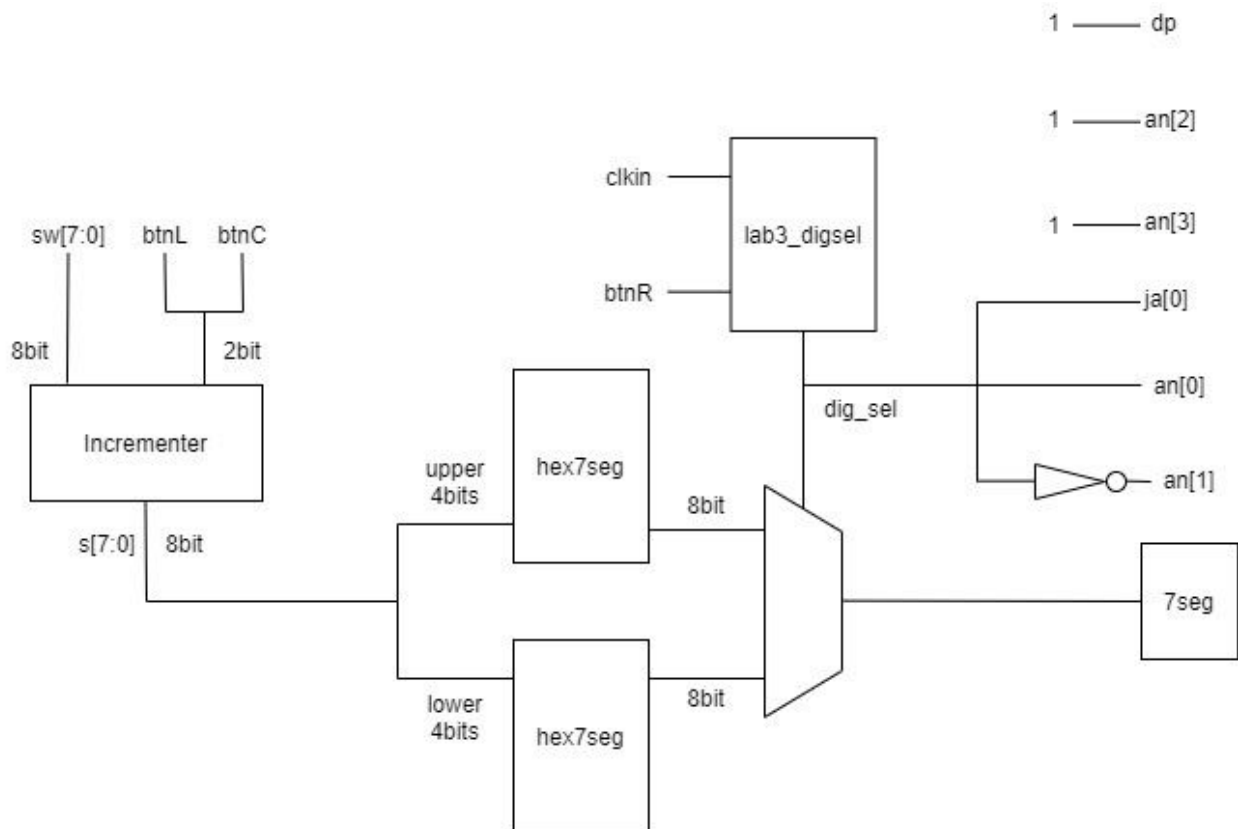 1 dp
1 an[2]
clkin
lab3_digsel
1 an[3]
btnR
ja[0]
sw[7:0] btnL btnC
8bit 2bit
Incrementer
dig_sel
an[0]
upper
4bits
hex7seg
8bit
an[1]
s[7:0] 8bit
7seg
lower
4bits
hex7seg
8bit